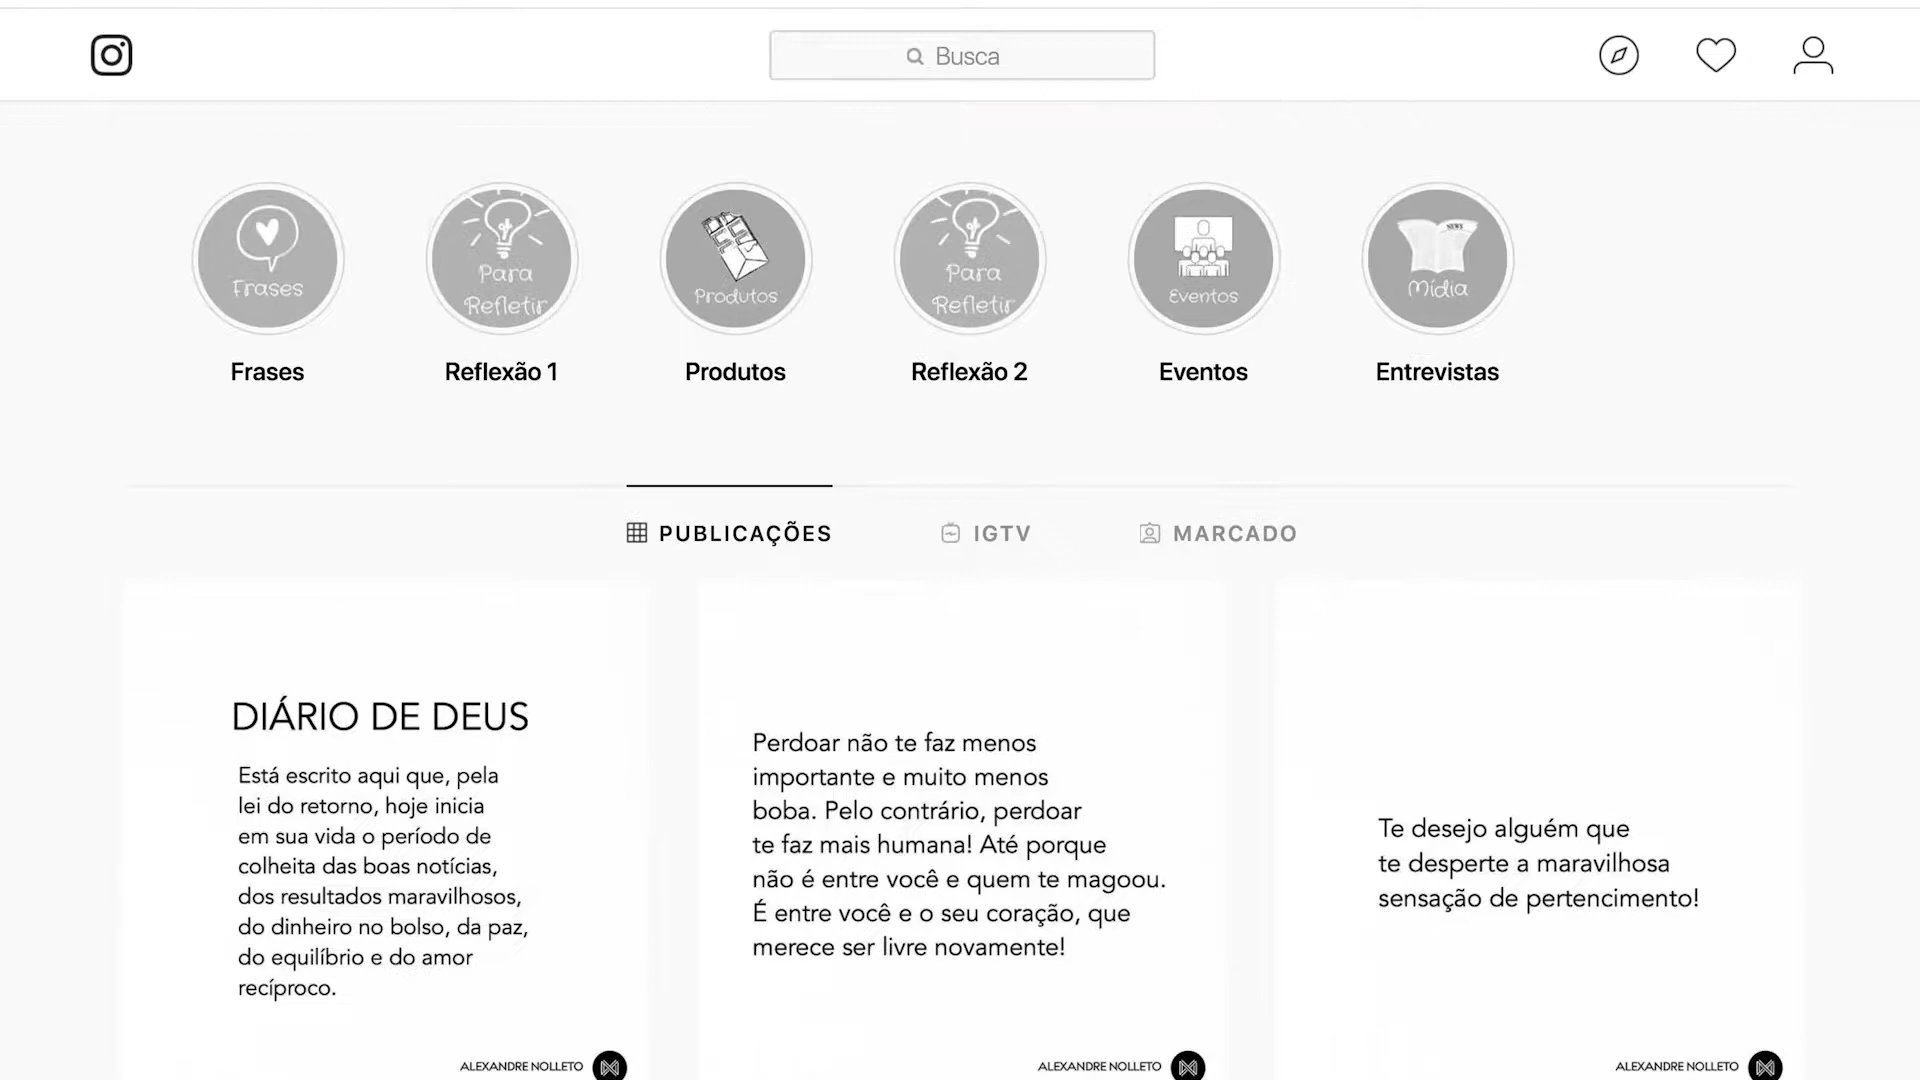 Busca
Frases
Para
Refletir
Produtos
Para
Refletir
Eventos
NEWS
Mídia
Frases
Reflexão 1
Produtos
Reflexão 2
Eventos
Entrevistas
PUBLICAÇÕES
IGTV
MARCADO
DIÁRIO DE DEUS
Está escrito aqui que, pela
lei do retorno, hoje inicia
em sua vida o período de
colheita das boas notícias,
dos resultados maravilhosos,
do dinheiro no bolso, da paz,
do equilíbrio e do amor
recíproco.
ALEXANDRE NOLLETO
Perdoar não te faz menos
importante e muito menos
boba. Pelo contrário, perdoar
te faz mais humana! Até porque
não é entre você e quem te magoou.
É entre você e o seu coração, que
merece ser livre novamente!
ALEXANDRE NOLLETO
Te desejo alguém que
te desperte a maravilhosa
sensação de pertencimento!
ALEXANDRE NOLLETO